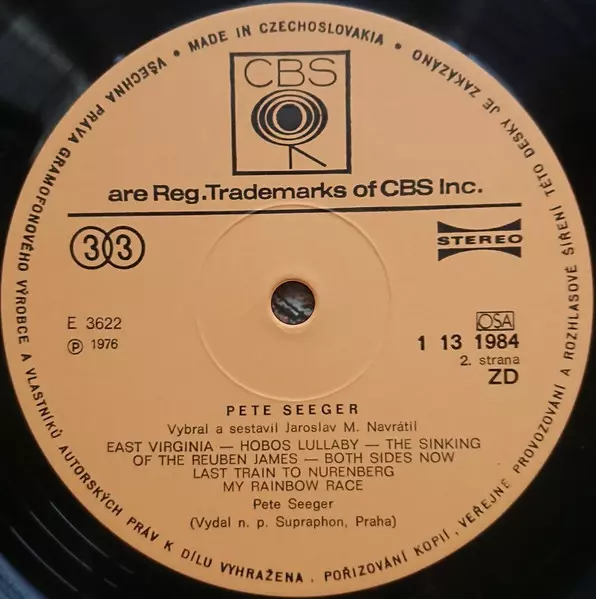 • MADE IN CZECHOSLOVAKIA •
VŠECHNA PRÁVA GRAMOFONOVÉHO VÝROBCE A VLASTNÍKŮ AUTORSKÝCH PRÁV K DÍLU VYHRAŽENA. POŘIZOVÁNÍ KOPIÍ, VEŘEJNÉ PROVOZOVÁNÍ A ROZHLASOVÉ ŠÍŘENÍ TÉTO DESKY JE ZAKÁZÁNO
CBS
are Reg.Trademarks of CBS Inc.
33
STEREO
E 3622
℗ 1976
OSA
1 13 1984
2. strana
ZD
PETE SEEGER
Vybral a sestavil Jaroslav M. Navrátil
EAST VIRGINIA — HOBOS LULLABY — THE SINKING
OF THE REUBEN JAMES — BOTH SIDES NOW
LAST TRAIN TO NURENBERG
MY RAINBOW RACE
Pete Seeger
(Vydal n. p. Supraphon, Praha)